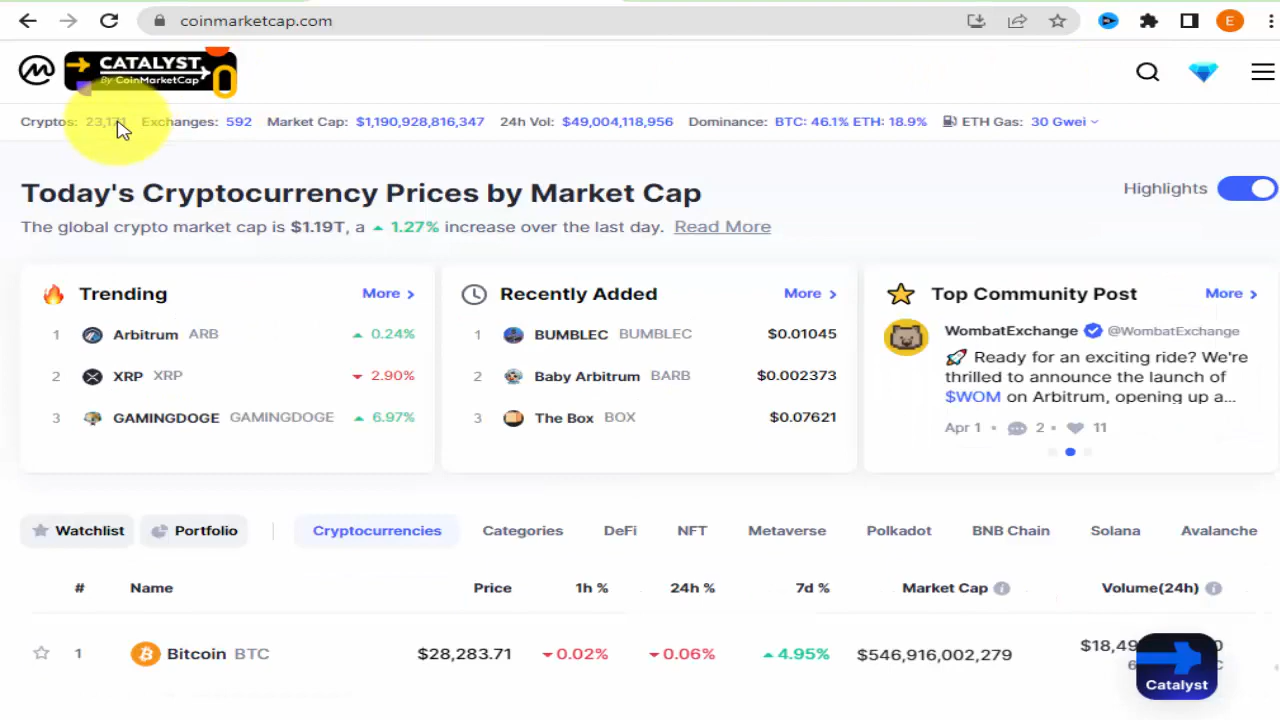 coinmarketcap.com
E
CATALYST
By CoinMarketCap
Cryptos: Exchanges: 592 Market Cap: $1,190,928,816,347 24h Vol: $49,004,118,956 Dominance: BTC: 46.1% ETH: 18.9% ETH Gas: 30 Gwei
Today's Cryptocurrency Prices by Market Cap
Highlights
The global crypto market cap is $1.19T, a 1.27% increase over the last day. Read More
Trending
More >
1 Arbitrum ARB 0.24%
2 XRP XRP 2.90%
3 GAMINGDOGE GAMINGDOGE 6.97%
Recently Added
More >
1 BUMBLEC BUMBLEC $0.01045
2 Baby Arbitrum BARB $0.002373
3 The Box BOX $0.07621
Top Community Post
More >
WombatExchange @WombatExchange
🚀 Ready for an exciting ride? We're
thrilled to announce the launch of
$WOM on Arbitrum, opening up a...
Apr 1 • 2 • 11
Watchlist Portfolio Cryptocurrencies Categories DeFi NFT Metaverse Polkadot BNB Chain Solana Avalanche
# Name Price 1h % 24h % 7d % Market Cap Volume(24h)
1 Bitcoin BTC $28,283.71 0.02% 0.06% 4.95% $546,916,002,279
Catalyst